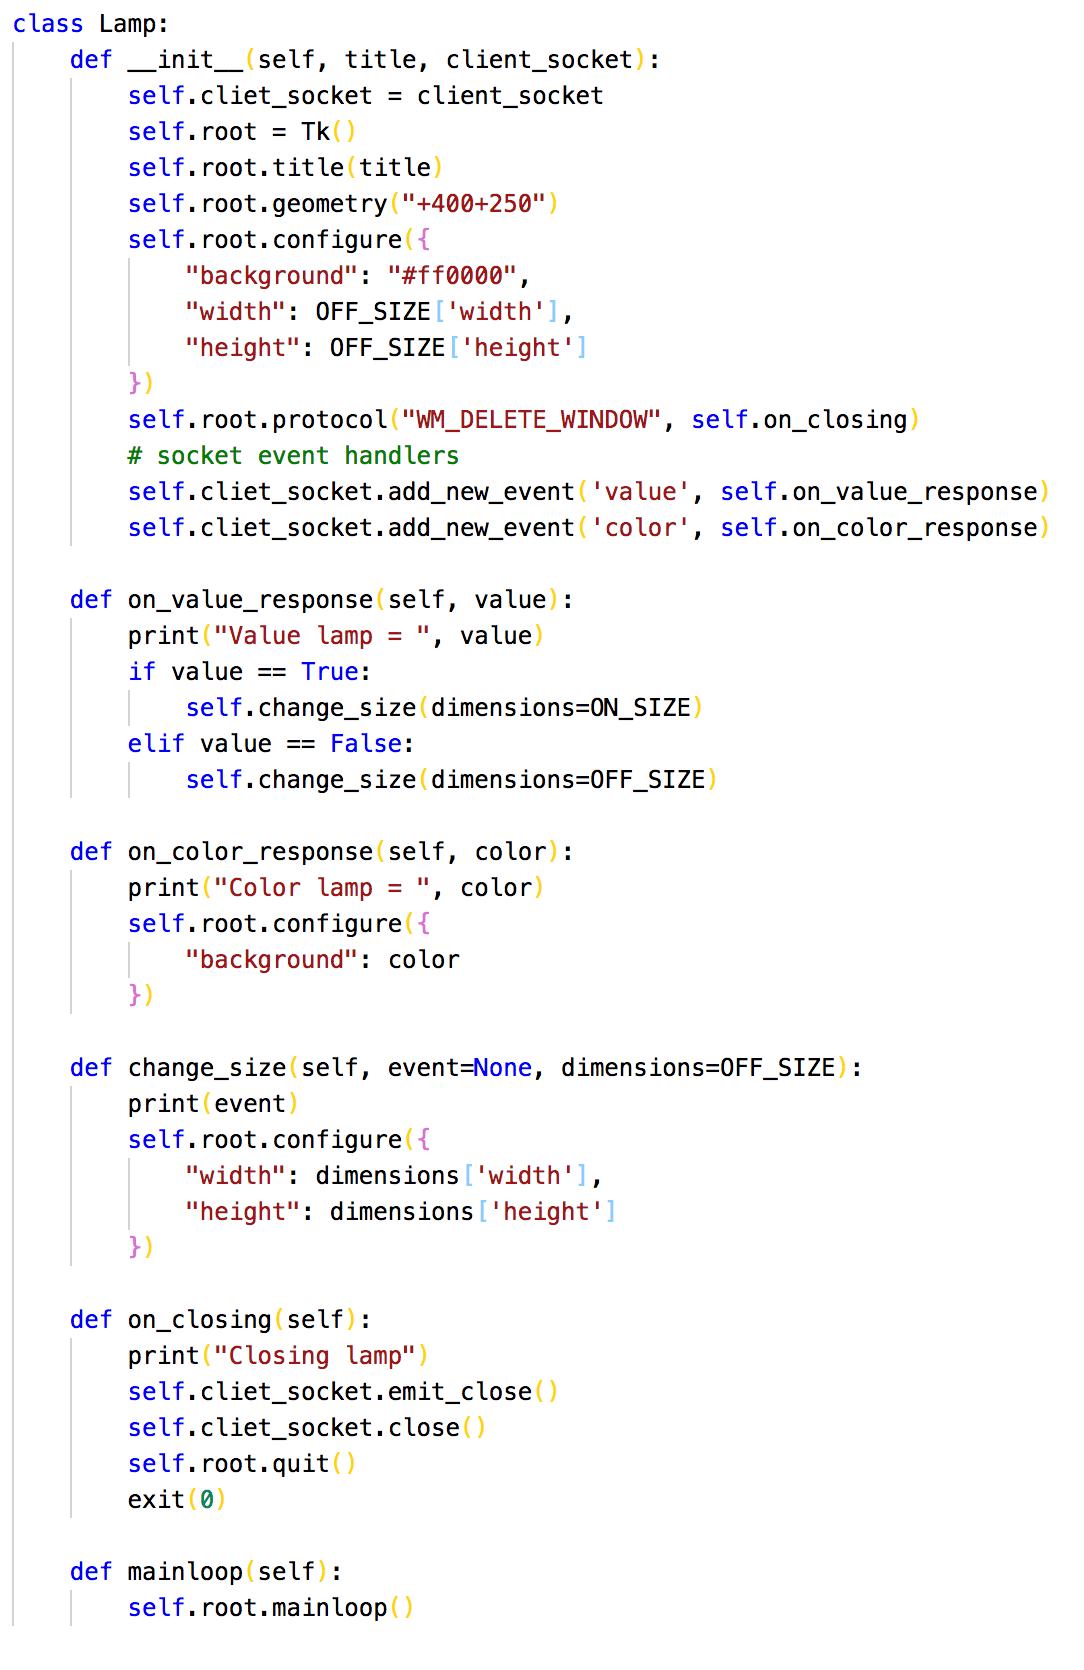 class Lamp:
    def __init__(self, title, client_socket):
        self.cliet_socket = client_socket
        self.root = Tk()
        self.root.title(title)
        self.root.geometry("+400+250")
        self.root.configure({
            "background": "#ff0000",
            "width": OFF_SIZE['width'],
            "height": OFF_SIZE['height']
        })
        self.root.protocol("WM_DELETE_WINDOW", self.on_closing)
        # socket event handlers
        self.cliet_socket.add_new_event('value', self.on_value_response)
        self.cliet_socket.add_new_event('color', self.on_color_response)

    def on_value_response(self, value):
        print("Value lamp = ", value)
        if value == True:
            self.change_size(dimensions=ON_SIZE)
        elif value == False:
            self.change_size(dimensions=OFF_SIZE)

    def on_color_response(self, color):
        print("Color lamp = ", color)
        self.root.configure({
            "background": color
        })

    def change_size(self, event=None, dimensions=OFF_SIZE):
        print(event)
        self.root.configure({
            "width": dimensions['width'],
            "height": dimensions['height']
        })

    def on_closing(self):
        print("Closing lamp")
        self.cliet_socket.emit_close()
        self.cliet_socket.close()
        self.root.quit()
        exit(0)

    def mainloop(self):
        self.root.mainloop()